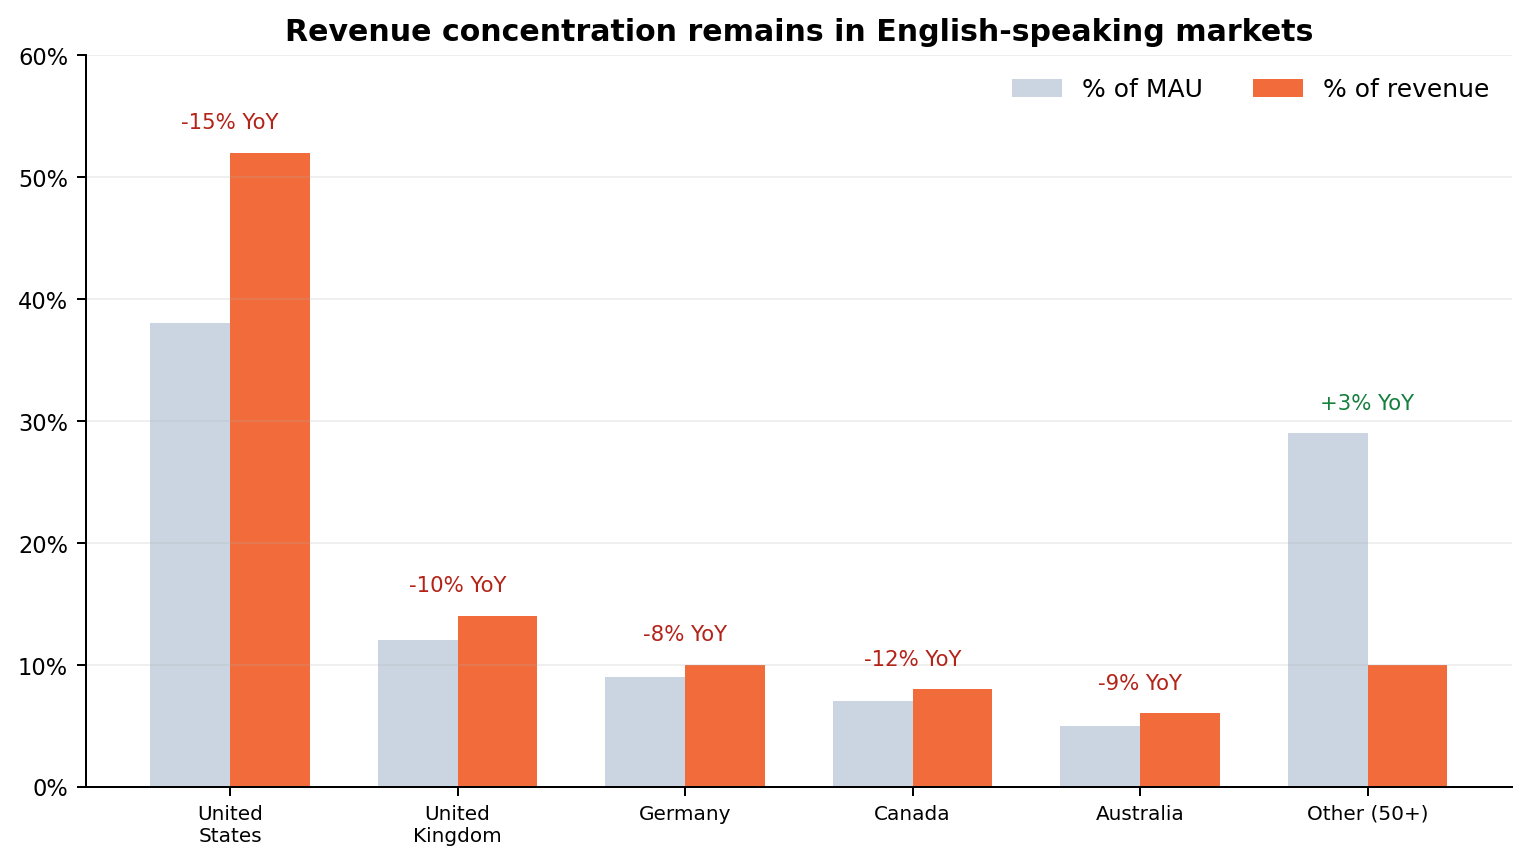 Revenue concentration remains in English-speaking markets
60%
50%
40%
30%
20%
10%
0%
% of MAU
% of revenue
-15% YoY
-10% YoY
-8% YoY
-12% YoY
-9% YoY
+3% YoY
United
States
United
Kingdom
Germany
Canada
Australia
Other (50+)